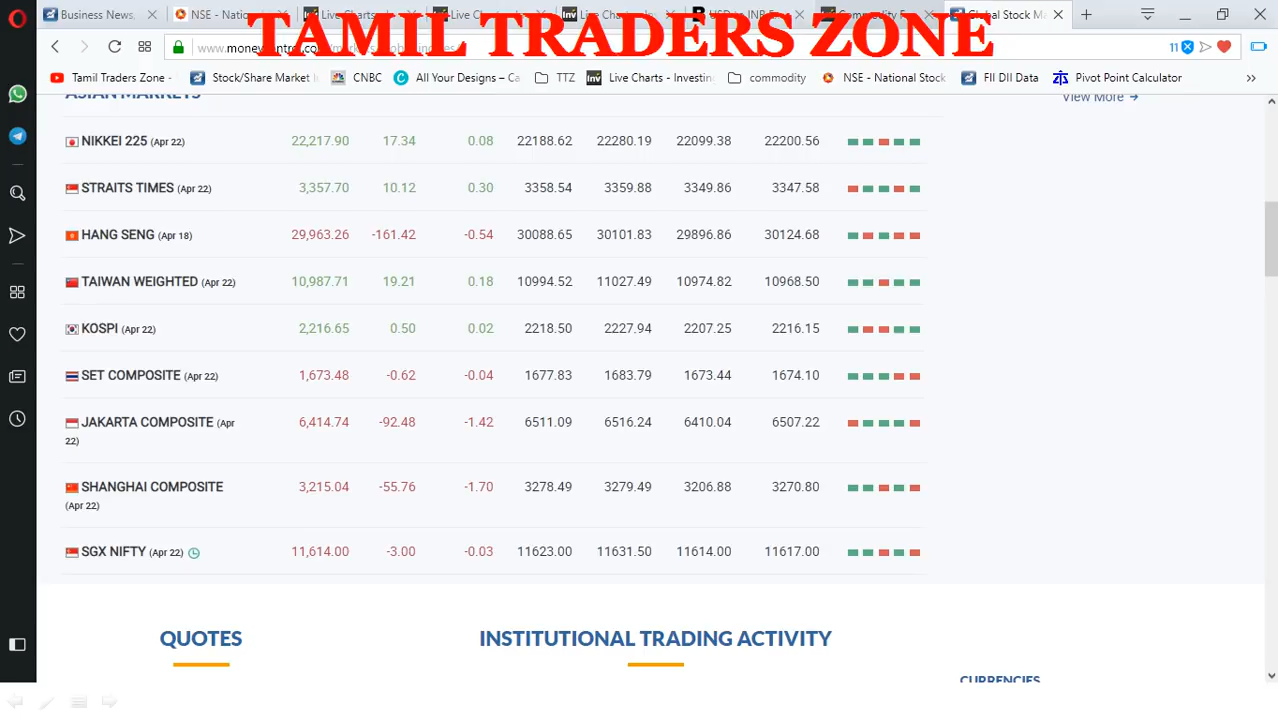 Business News,
NSE - Nation
Live Charts
Live Charts
Live Charts
USD to INR
Commodity F
Global Stock Ma
TAMIL TRADERS ZONE
11
Tamil Traders Zone -
Stock/Share Market
CNBC
All Your Designs – Ca
TTZ
Live Charts - Investin
commodity
NSE - National Stock
FII DII Data
Pivot Point Calculator
»
ASIAN MARKETS
View More →
NIKKEI 225 (Apr 22) 22,217.90 17.34 0.08 22188.62 22280.19 22099.38 22200.56
STRAITS TIMES (Apr 22) 3,357.70 10.12 0.30 3358.54 3359.88 3349.86 3347.58
HANG SENG (Apr 18) 29,963.26 -161.42 -0.54 30088.65 30101.83 29896.86 30124.68
TAIWAN WEIGHTED (Apr 22) 10,987.71 19.21 0.18 10994.52 11027.49 10974.82 10968.50
KOSPI (Apr 22) 2,216.65 0.50 0.02 2218.50 2227.94 2207.25 2216.15
SET COMPOSITE (Apr 22) 1,673.48 -0.62 -0.04 1677.83 1683.79 1673.44 1674.10
JAKARTA COMPOSITE (Apr 6,414.74 -92.48 -1.42 6511.09 6516.24 6410.04 6507.22
22)
SHANGHAI COMPOSITE 3,215.04 -55.76 -1.70 3278.49 3279.49 3206.88 3270.80
(Apr 22)
SGX NIFTY (Apr 22) 11,614.00 -3.00 -0.03 11623.00 11631.50 11614.00 11617.00
QUOTES
INSTITUTIONAL TRADING ACTIVITY
CURRENCIES